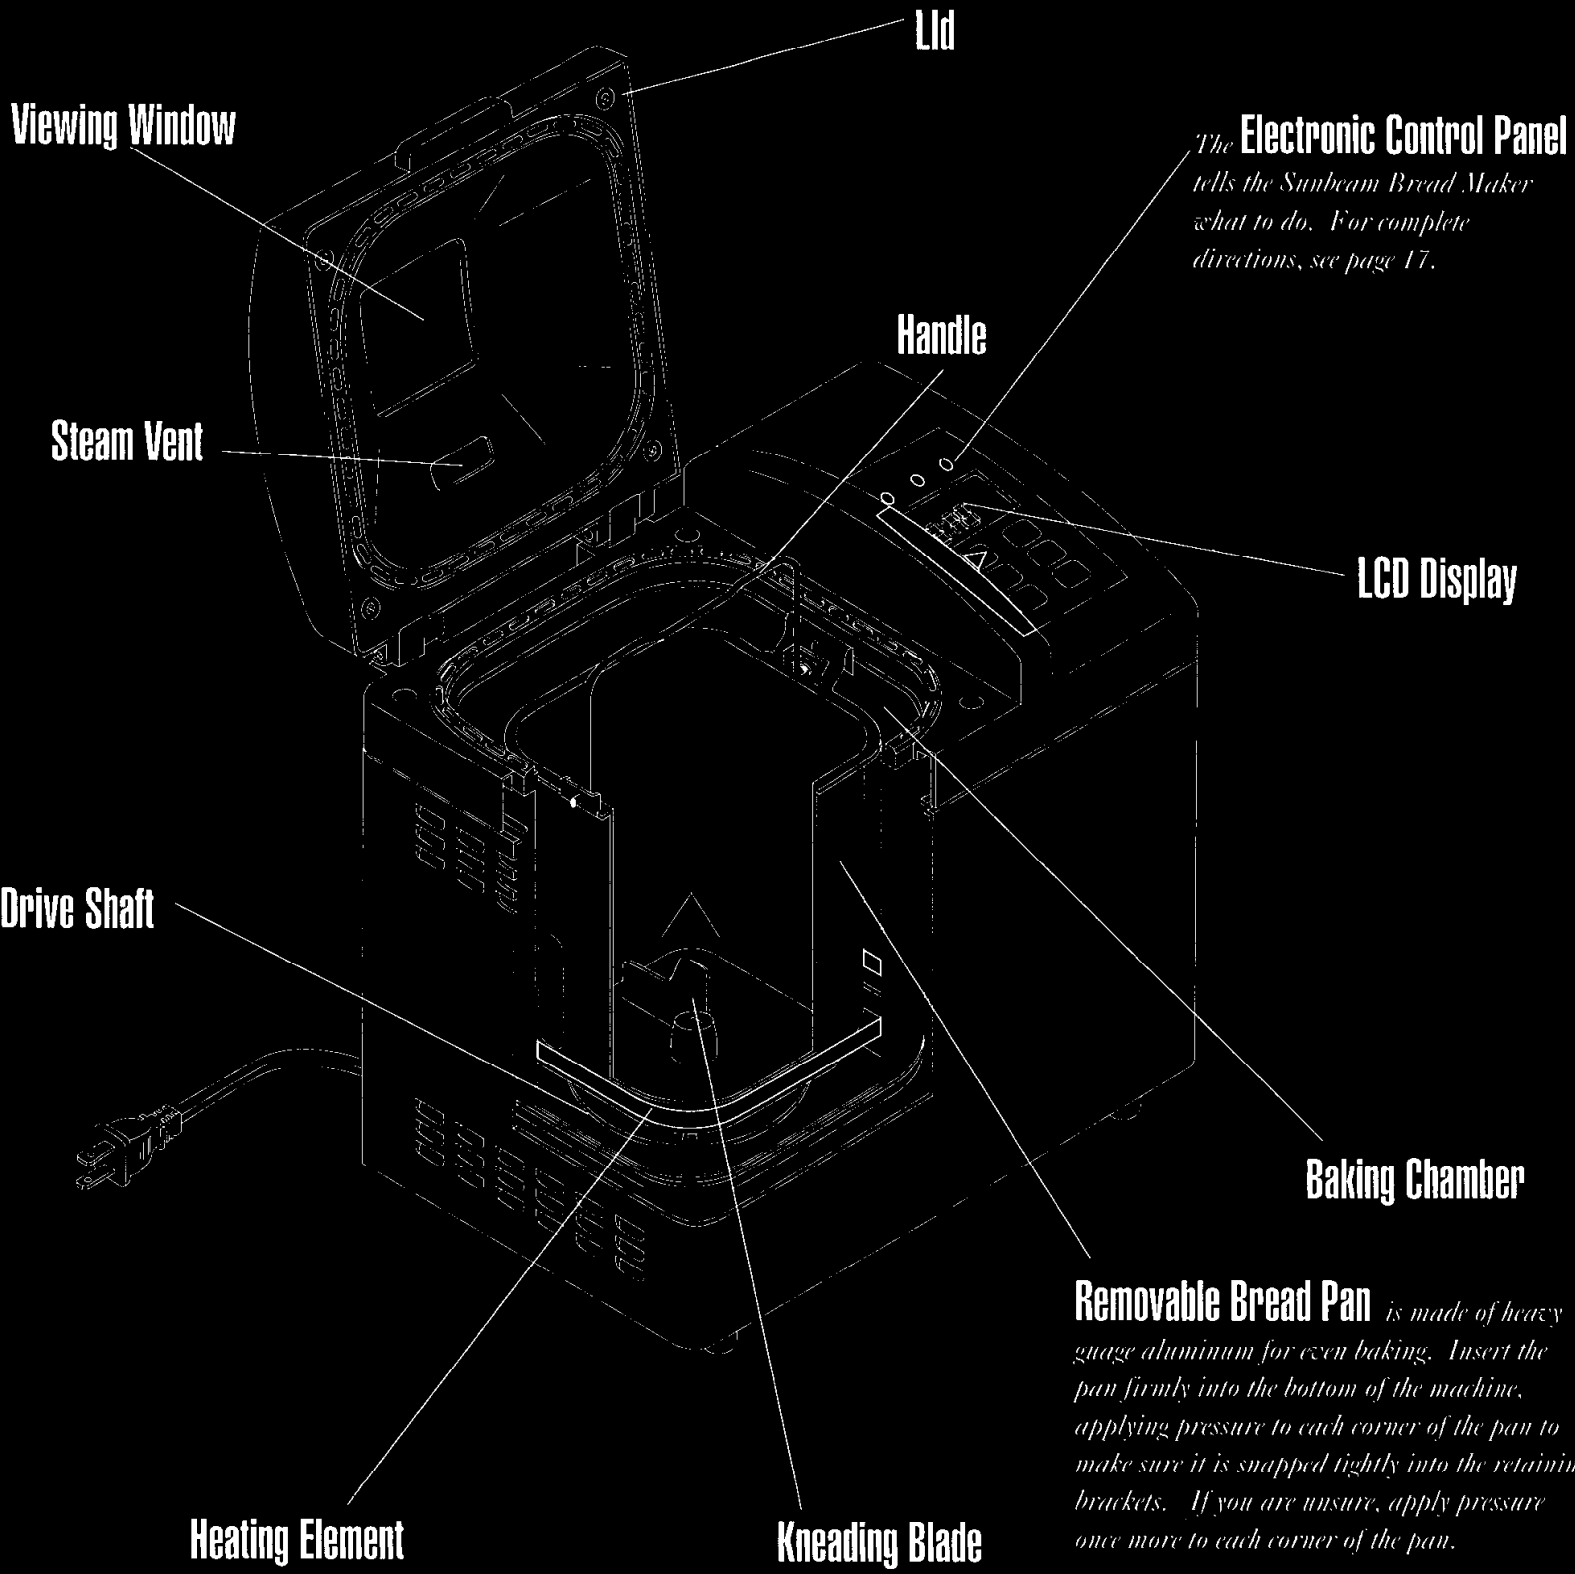 Lid
Viewing Window
The Electronic Control Panel
tells the Sunbeam Bread Maker
what to do. For complete
directions, see page 17.
Handle
Steam Vent
LCD Display
Drive Shaft
Baking Chamber
Removable Bread Pan is made of heavy
guage aluminum for even baking. Insert the
pan firmly into the bottom of the machine,
applying pressure to each corner of the pan to
make sure it is snapped tightly into the retainin
brackets. If you are unsure, apply pressure
once more to each corner of the pan.
Heating Element
Kneading Blade